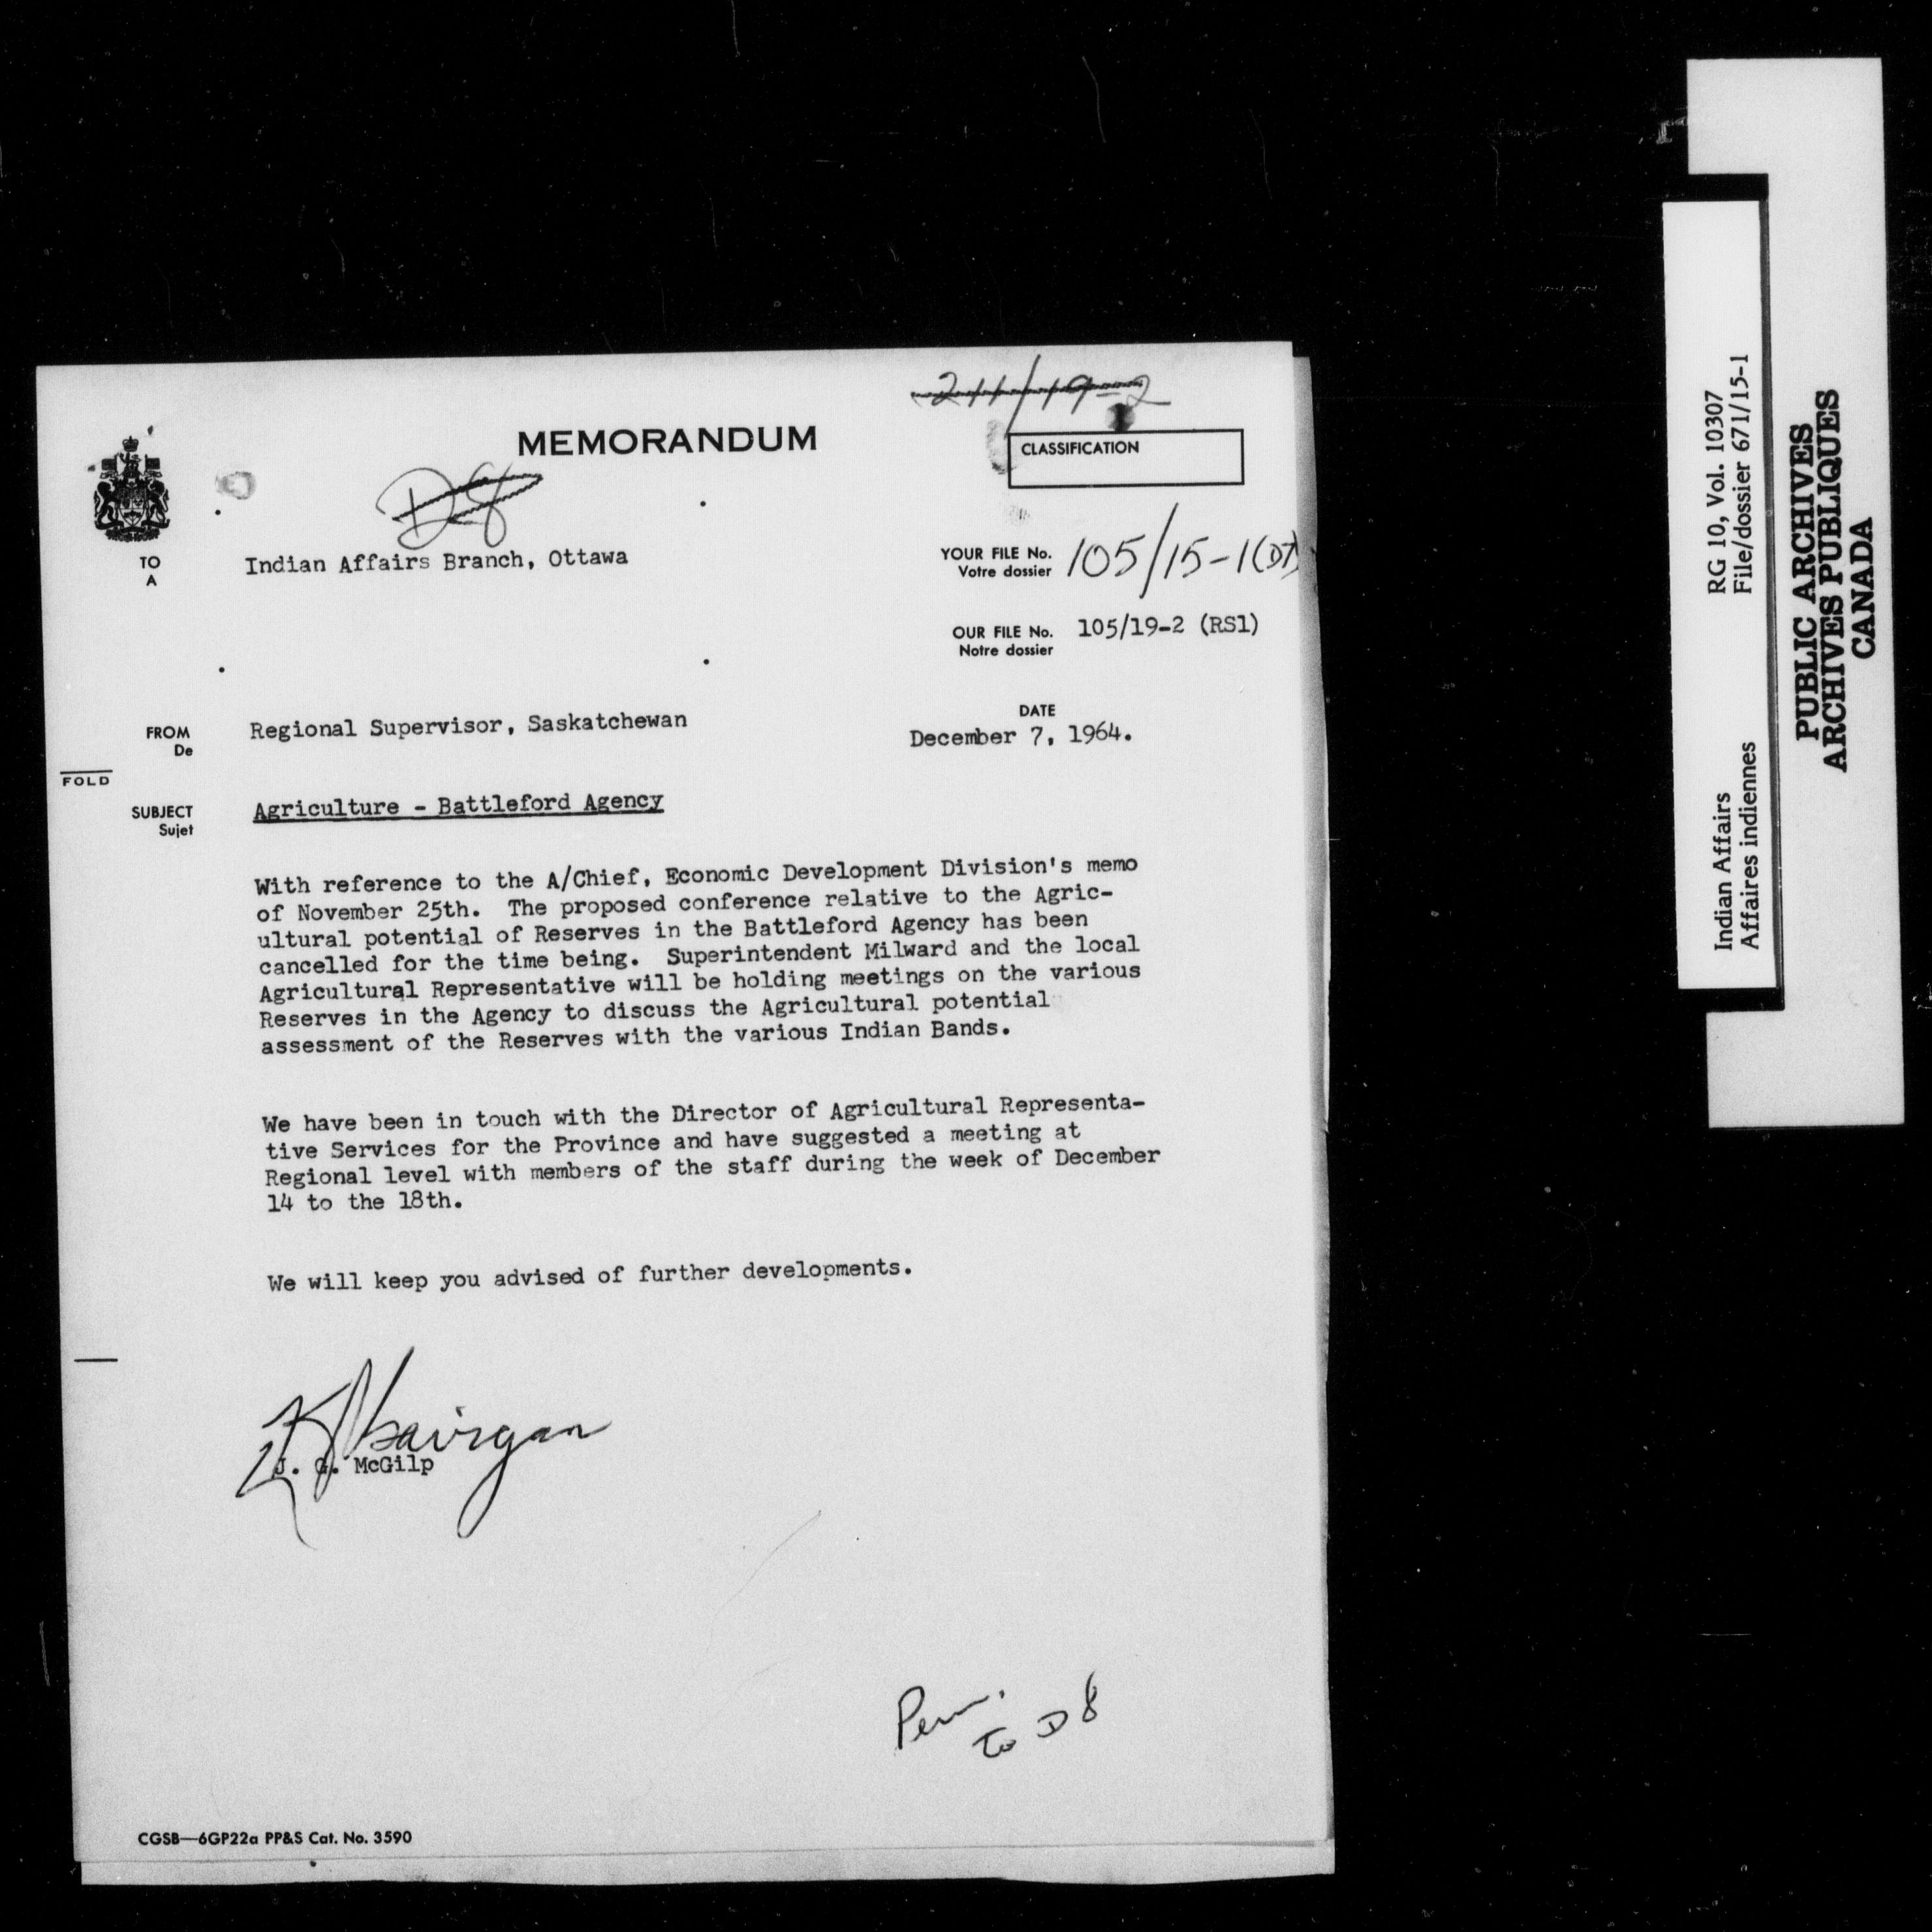 211/19-2
MEMORANDUM
CLASSIFICATION
D8
TO
A
Indian Affairs Branch, Ottawa
YOUR FILE No.
Votre dossier
105/15-1(D7)
OUR FILE No.
Notre dossier
105/19-2 (RS1)
FROM
De
Regional Supervisor, Saskatchewan
DATE
December 7, 1964.
FOLD
SUBJECT
Sujet
Agriculture - Battleford Agency
With reference to the A/Chief, Economic Development Division's memo
of November 25th. The proposed conference relative to the Agric-
ultural potential of Reserves in the Battleford Agency has been
cancelled for the time being. Superintendent Milward and the local
Agricultural Representative will be holding meetings on the various
Reserves in the Agency to discuss the Agricultural potential
assessment of the Reserves with the various Indian Bands.
We have been in touch with the Director of Agricultural Representa-
tive Services for the Province and have suggested a meeting at
Regional level with members of the staff during the week of December
14 to the 18th.
We will keep you advised of further developments.
J. G. McGilp
to D8
CGSB—6GP22a PP&S Cat. No. 3590
Indian Affairs
Affaires indiennes
RG 10, Vol. 10307
File/dossier 671/15-1
PUBLIC ARCHIVES
ARCHIVES PUBLIQUES
CANADA